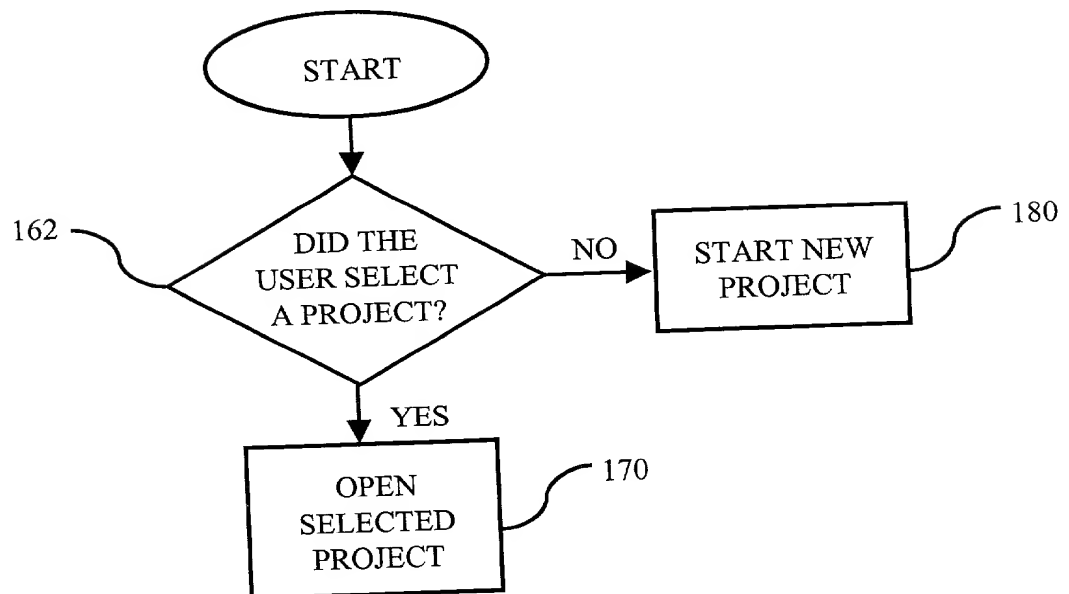 START
162
DID THE
USER SELECT
A PROJECT?
NO
START NEW
PROJECT
180
YES
OPEN
SELECTED
PROJECT
170